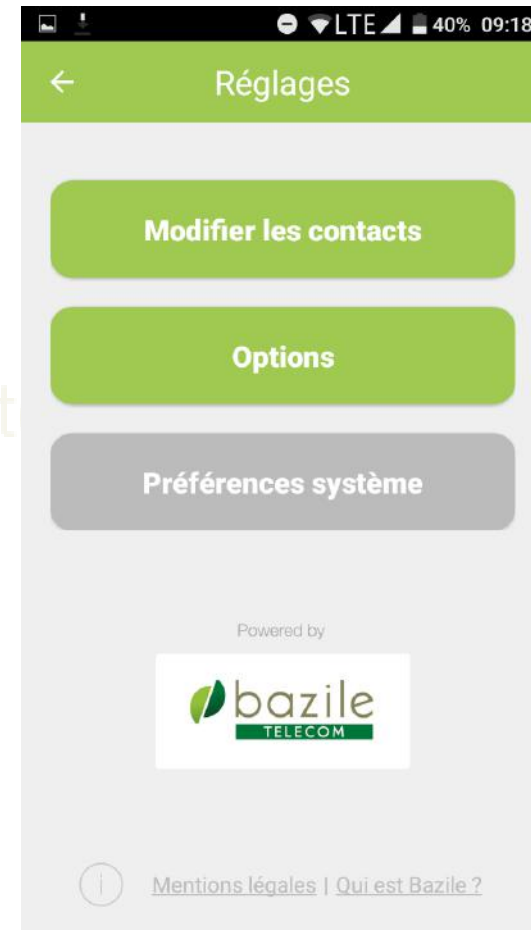 LTE 40% 09:18
Réglages
Modifier les contacts
Options
Préférences système
Powered by
bazile
TELECOM
Mentions légales | Qui est Bazile ?